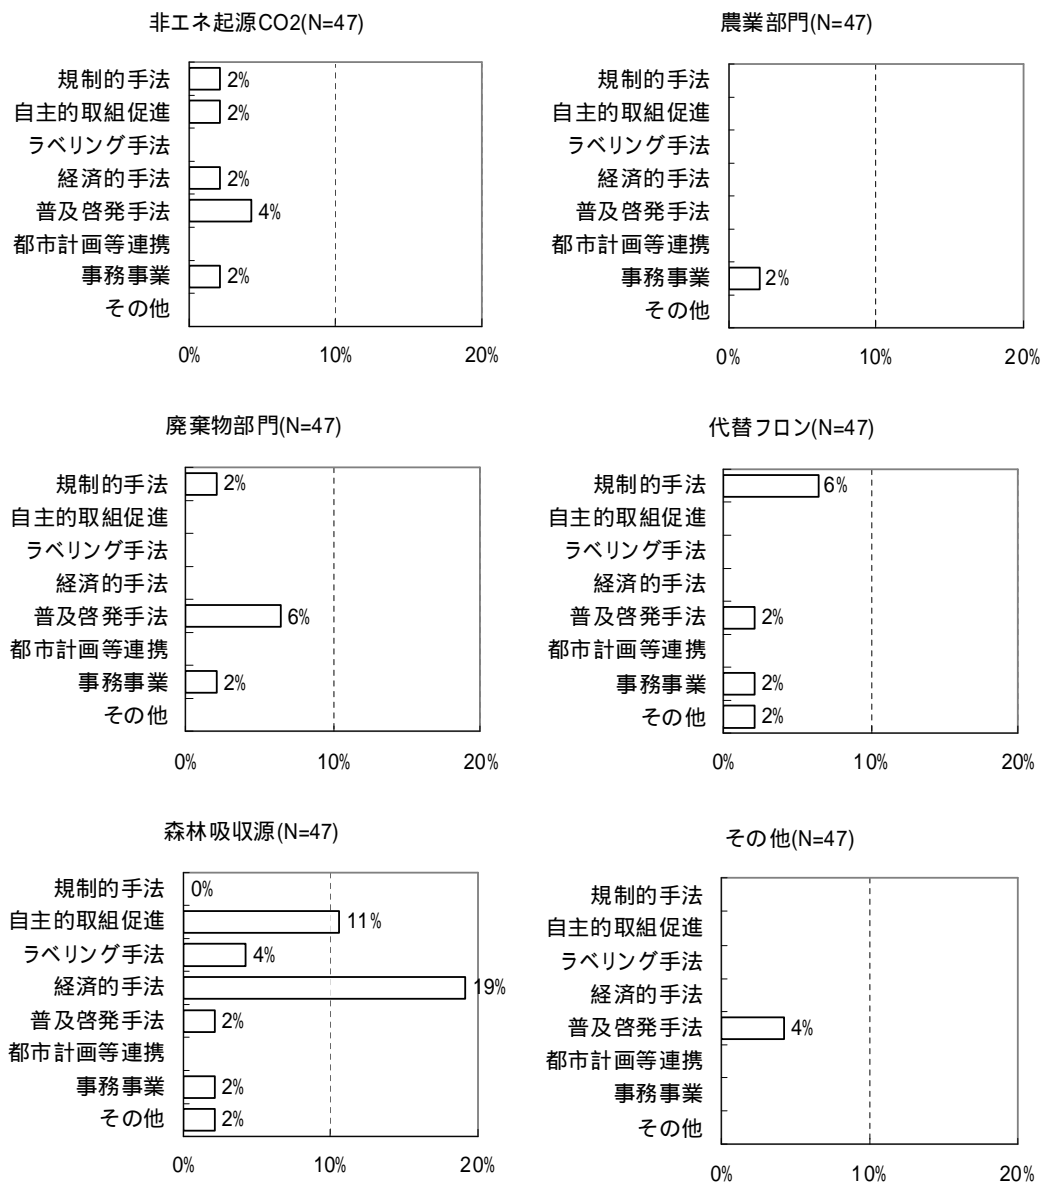 非エネ起源CO2(N=47)
規制的手法 2%
自主的取組促進 2%
ラベリング手法
経済的手法 2%
普及啓発手法 4%
都市計画等連携
事務事業 2%
その他
0% 10% 20%
農業部門(N=47)
規制的手法
自主的取組促進
ラベリング手法
経済的手法
普及啓発手法
都市計画等連携
事務事業 2%
その他
0% 10% 20%
廃棄物部門(N=47)
規制的手法 2%
自主的取組促進
ラベリング手法
経済的手法
普及啓発手法 6%
都市計画等連携
事務事業 2%
その他
0% 10% 20%
代替フロン(N=47)
規制的手法 6%
自主的取組促進
ラベリング手法
経済的手法
普及啓発手法 2%
都市計画等連携
事務事業 2%
その他 2%
0% 10% 20%
森林吸収源(N=47)
規制的手法 0%
自主的取組促進 11%
ラベリング手法 4%
経済的手法 19%
普及啓発手法 2%
都市計画等連携
事務事業 2%
その他 2%
0% 10% 20%
その他(N=47)
規制的手法
自主的取組促進
ラベリング手法
経済的手法
普及啓発手法 4%
都市計画等連携
事務事業
その他
0% 10% 20%